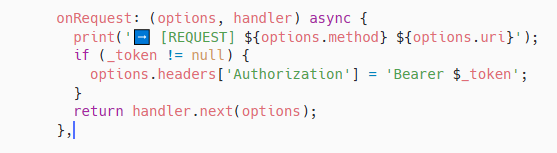 onRequest: (options, handler) async {
print('➡️ [REQUEST] ${options.method} ${options.uri}');
if (_token != null) {
options.headers['Authorization'] = 'Bearer $_token';
}
return handler.next(options);
},